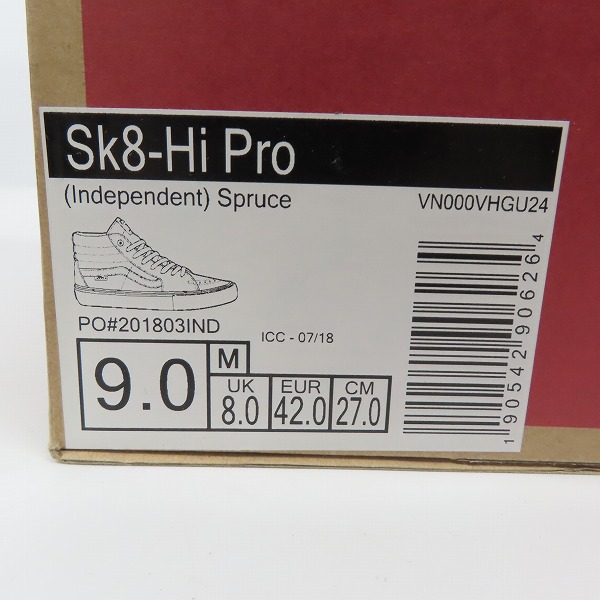 Sk8-Hi Pro
(Independent) Spruce
VN000VHGU24
PO#201803IND
ICC - 07/18
9.0
M
UK EUR CM
8.0 42.0 27.0
1 90542 90626 4